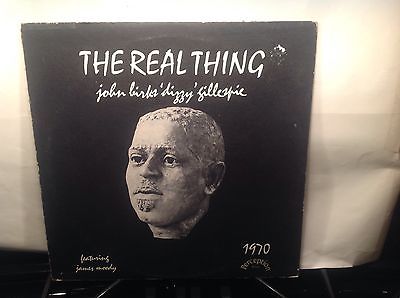 THE REAL THING
john birks 'dizzy' gillespie
featuring
james moody
1970
Perception